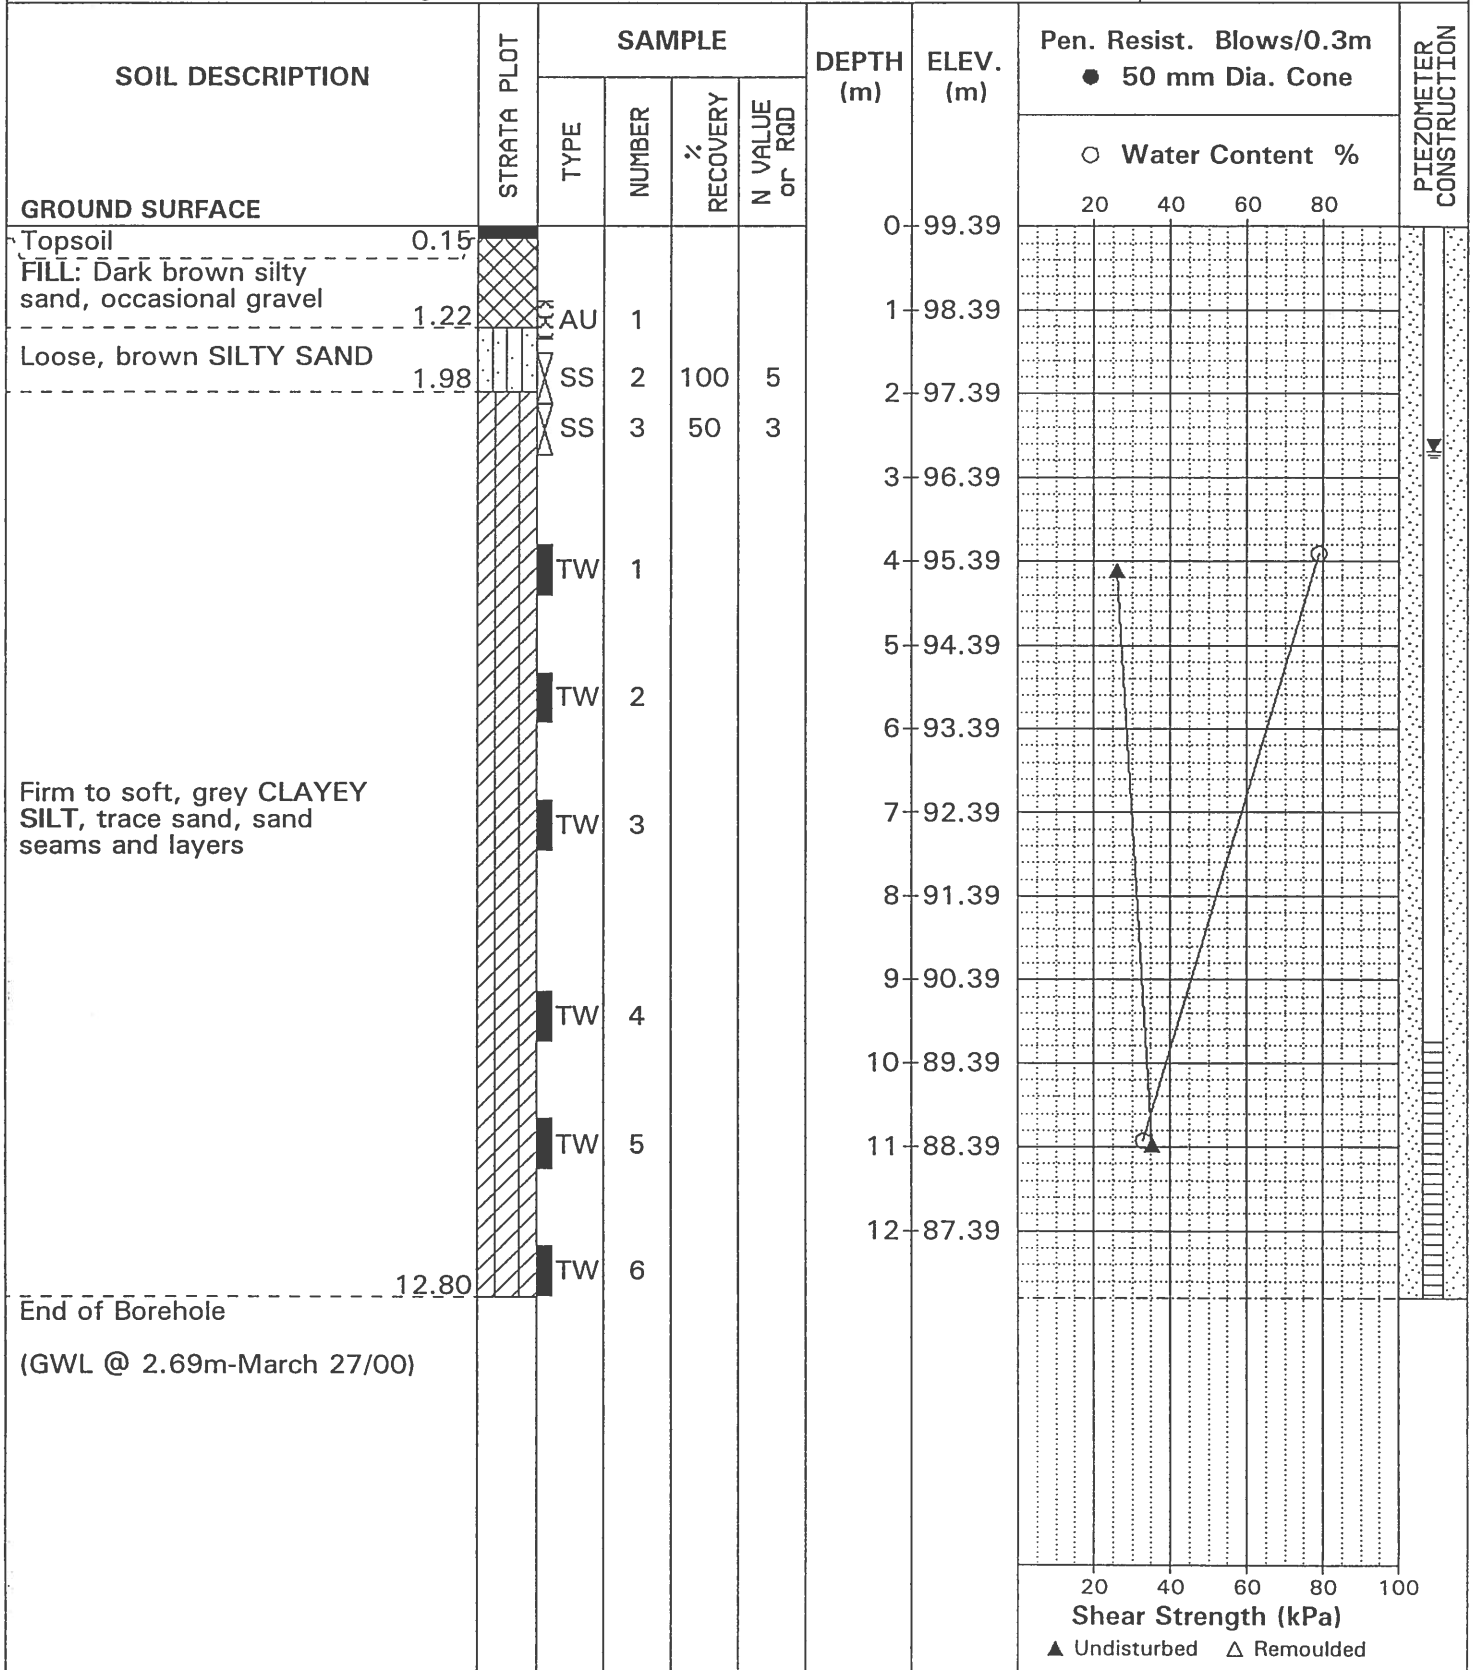 SOIL DESCRIPTION
GROUND SURFACE
STRATA PLOT
SAMPLE
TYPE
NUMBER
%
RECOVERY
N VALUE
or RQD
DEPTH
(m)
ELEV.
(m)
Pen. Resist. Blows/0.3m
● 50 mm Dia. Cone
○ Water Content %
20 40 60 80
PIEZOMETER
CONSTRUCTION
0 99.39
Topsoil 0.15
FILL: Dark brown silty
sand, occasional gravel
1.22
AU 1
1 98.39
Loose, brown SILTY SAND
1.98
SS 2 100 5
2 97.39
SS 3 50 3
3 96.39
TW 1
4 95.39
5 94.39
TW 2
6 93.39
Firm to soft, grey CLAYEY
SILT, trace sand, sand
seams and layers
7 92.39
TW 3
8 91.39
9 90.39
TW 4
10 89.39
TW 5
11 88.39
12 87.39
TW 6
12.80
End of Borehole
(GWL @ 2.69m-March 27/00)
20 40 60 80 100
Shear Strength (kPa)
▲ Undisturbed △ Remoulded